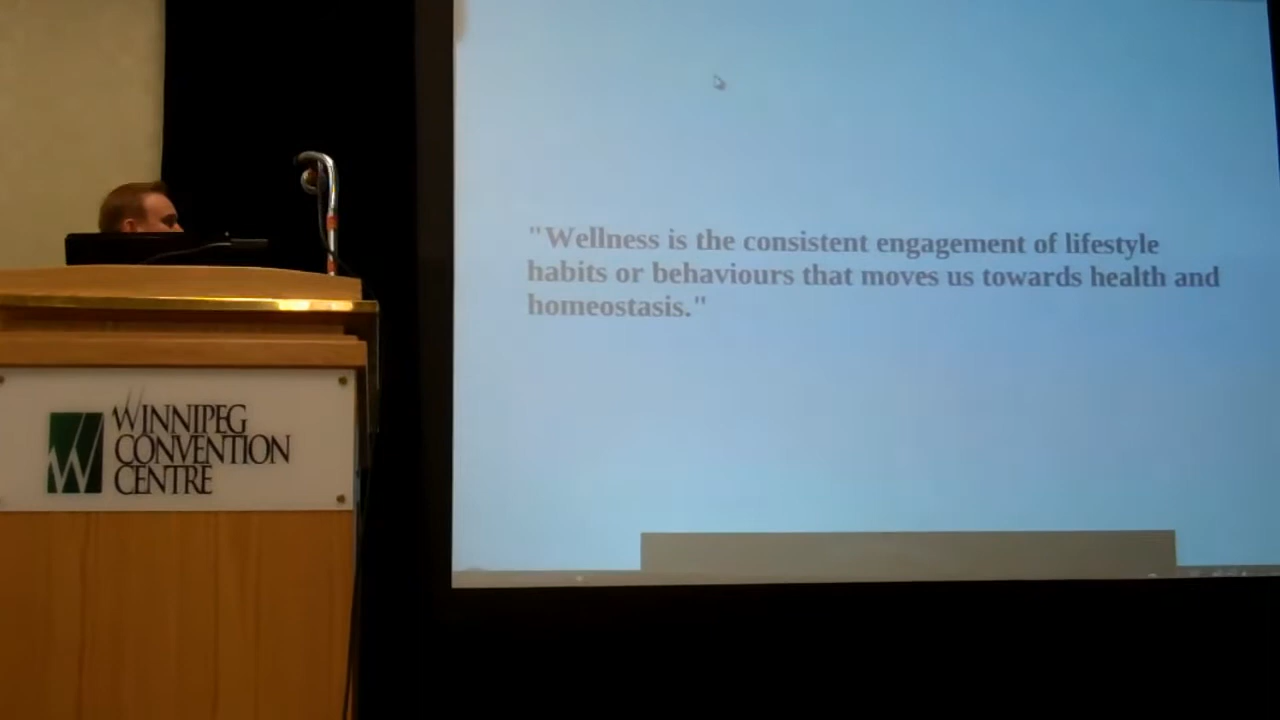 "Wellness is the consistent engagement of lifestyle
habits or behaviours that moves us towards health and
homeostasis."
WINNIPEG
CONVENTION
CENTRE